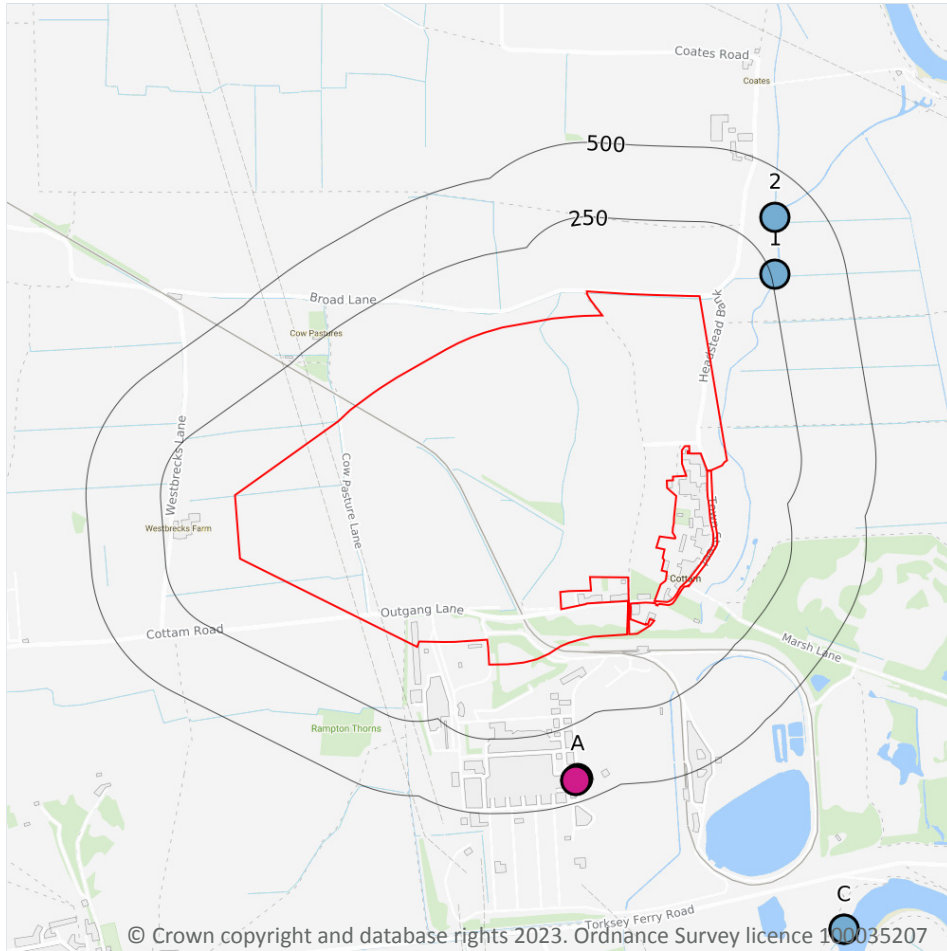 Coates Road
Coates
500
2
250
1
Broad Lane
Headstead Bank
Cow Pastures
Westbrecks Lane
Cow Pasture Lane
Westbrecks Farm
Town Street
Cottam
Outgang Lane
Cottam Road
Marsh Lane
Rampton Thorns
A
C
Torksey Ferry Road
© Crown copyright and database rights 2023. Ordnance Survey licence 100035207